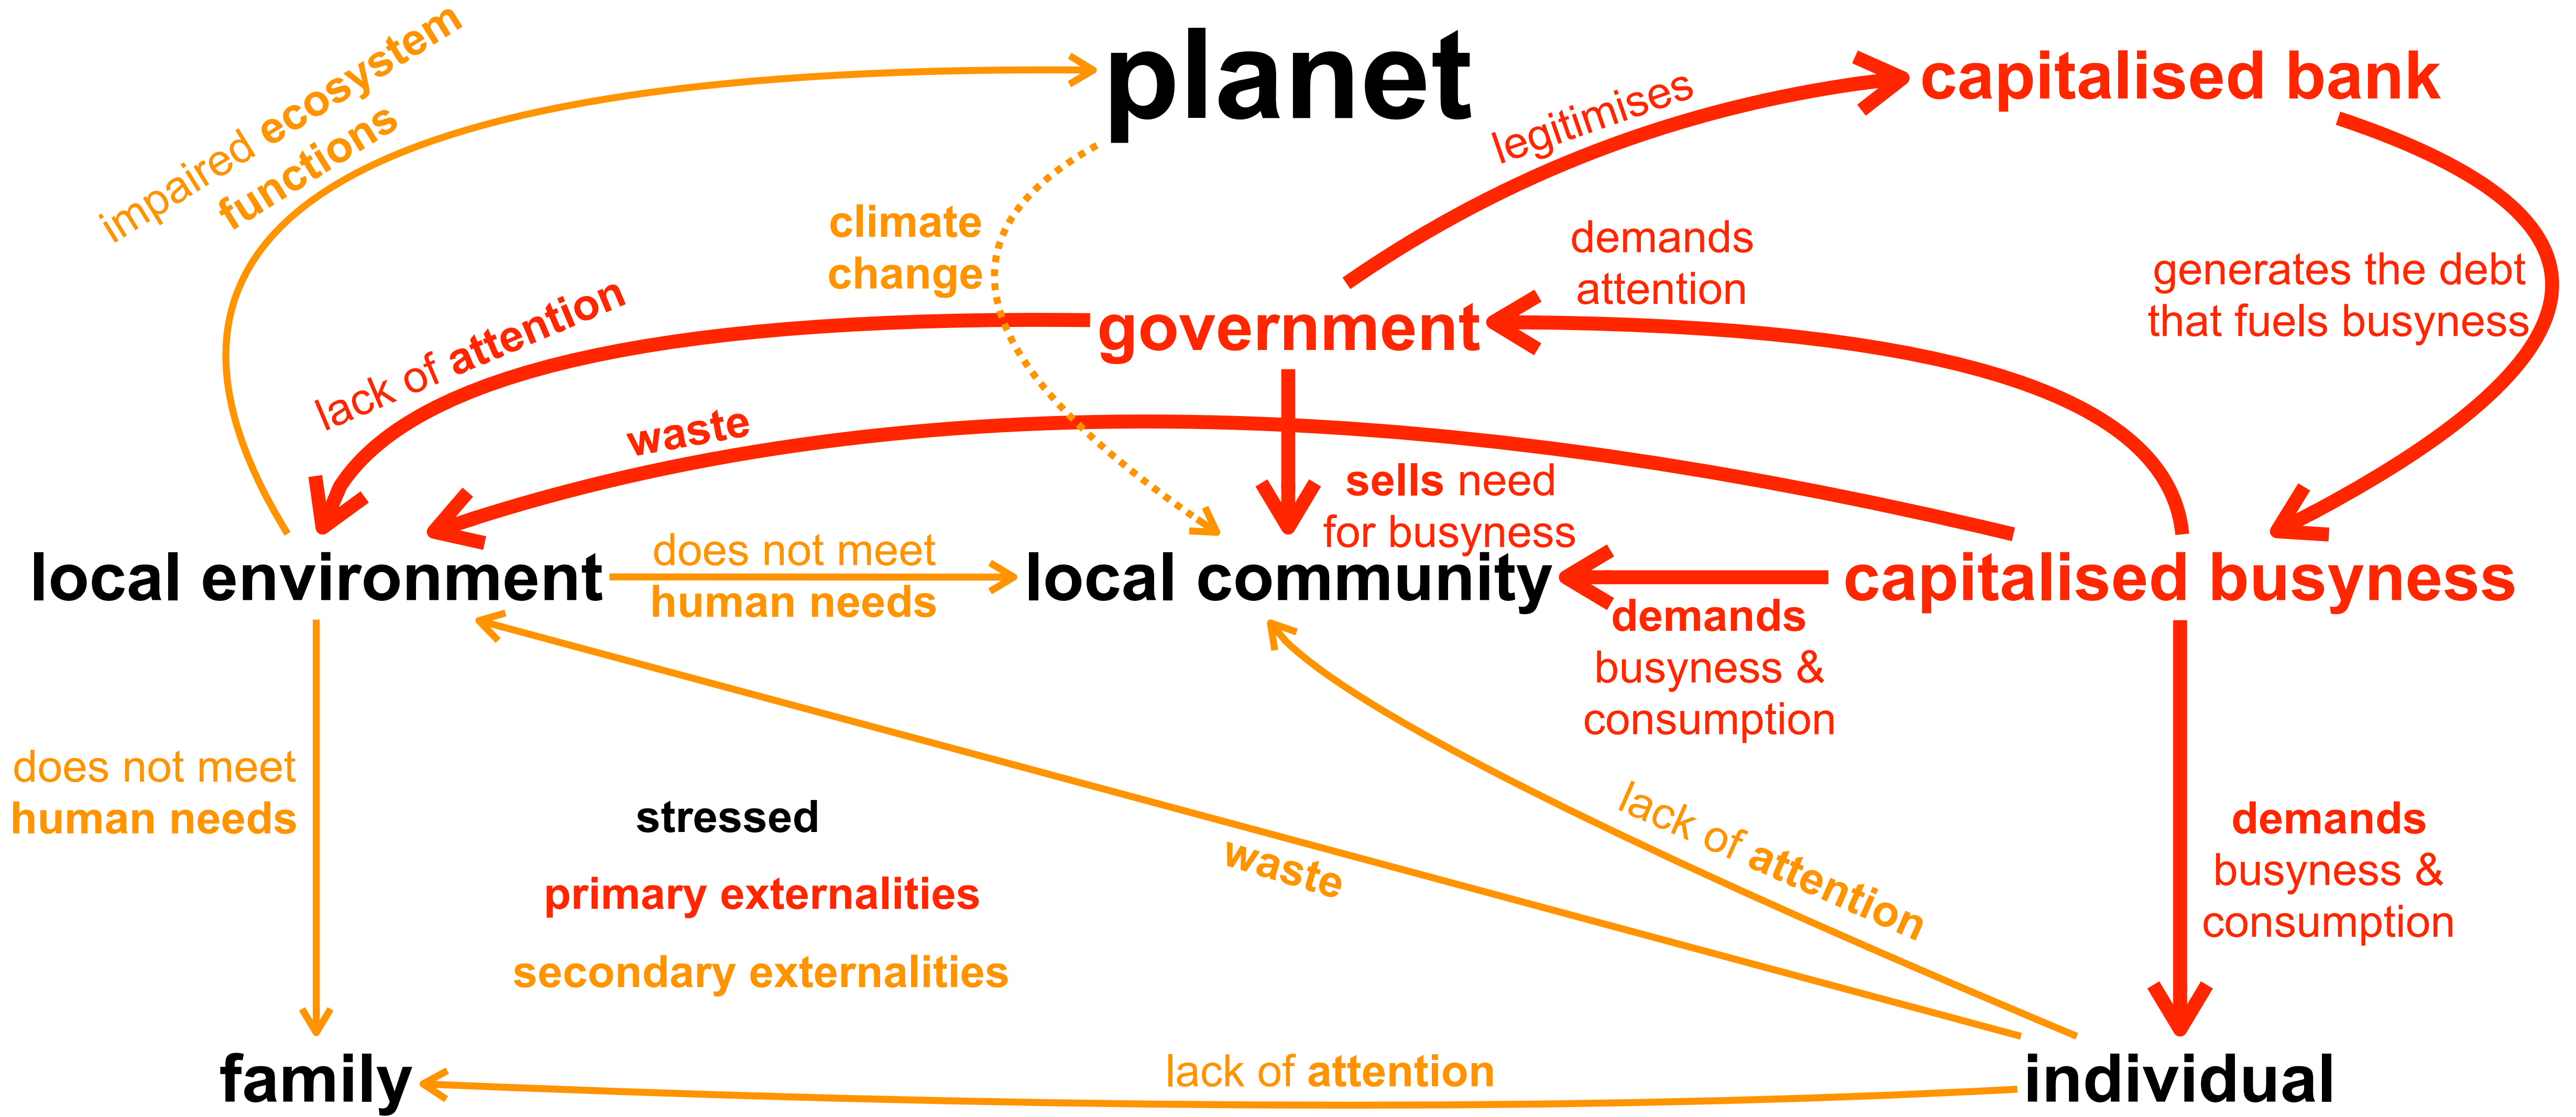 impaired ecosystem
functions
planet
legitimises
capitalised bank
climate
change
demands
attention
generates the debt
that fuels busyness
lack of attention
government
waste
sells need
for busyness
local environment
does not meet
human needs
local community
capitalised busyness
demands
busyness &
consumption
does not meet
human needs
stressed
primary externalities
secondary externalities
waste
lack of attention
demands
busyness &
consumption
family
lack of attention
individual